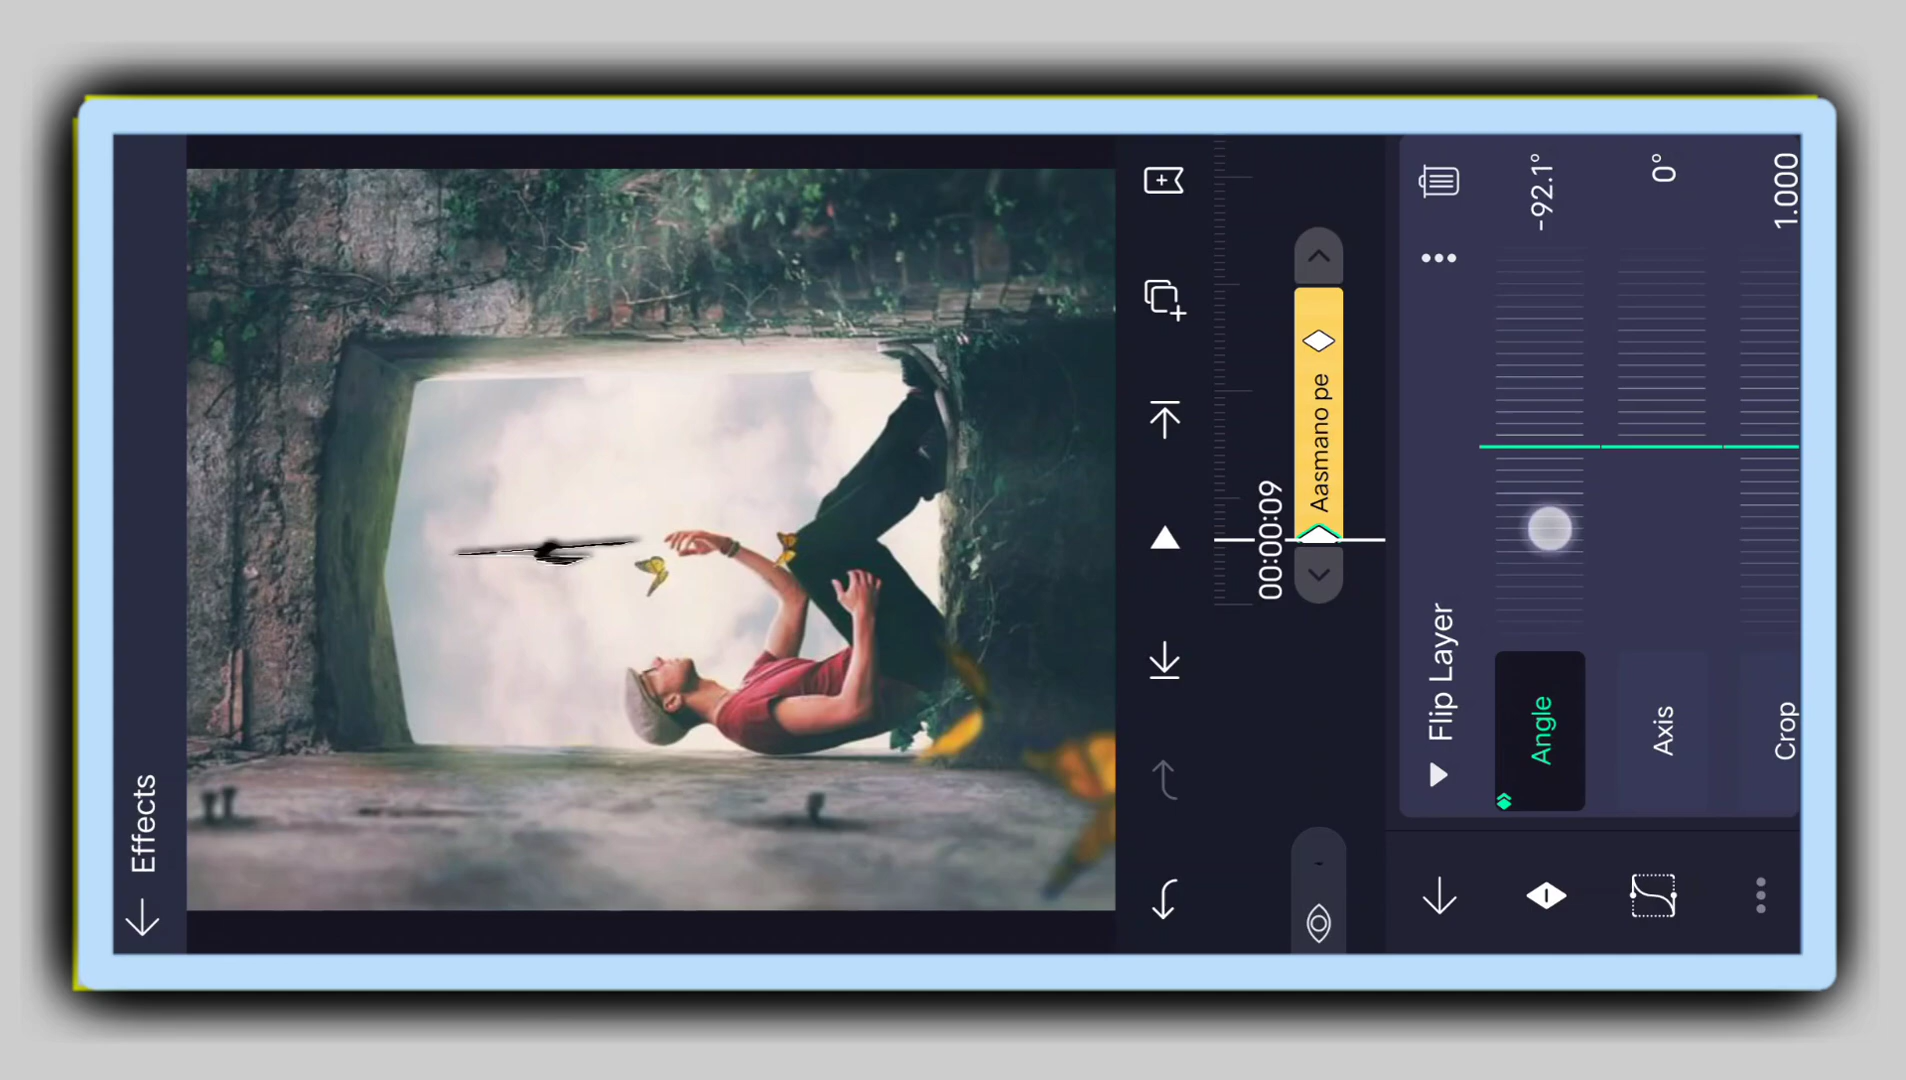 Effects
00:00:09
Aasmano pe
Flip Layer
Angle
-92.1°
Axis
0°
Crop
1.000